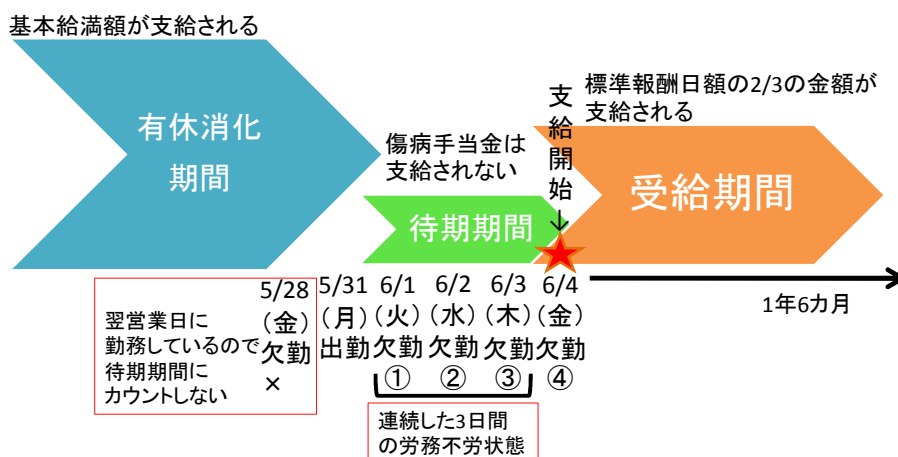 基本給満額が支給される
有休消化
期間
傷病手当金は
支給されない
待期期間
支給開始
↓
標準報酬日額の2/3の金額が
支給される
受給期間
1年6カ月
翌営業日に
勤務しているので
待期期間に
カウントしない
5/28
(金)
欠勤
×
5/31
(月)
出勤
6/1
(火)
欠勤
①
6/2
(水)
欠勤
②
6/3
(木)
欠勤
③
6/4
(金)
欠勤
④
連続した3日間
の労務不労状態